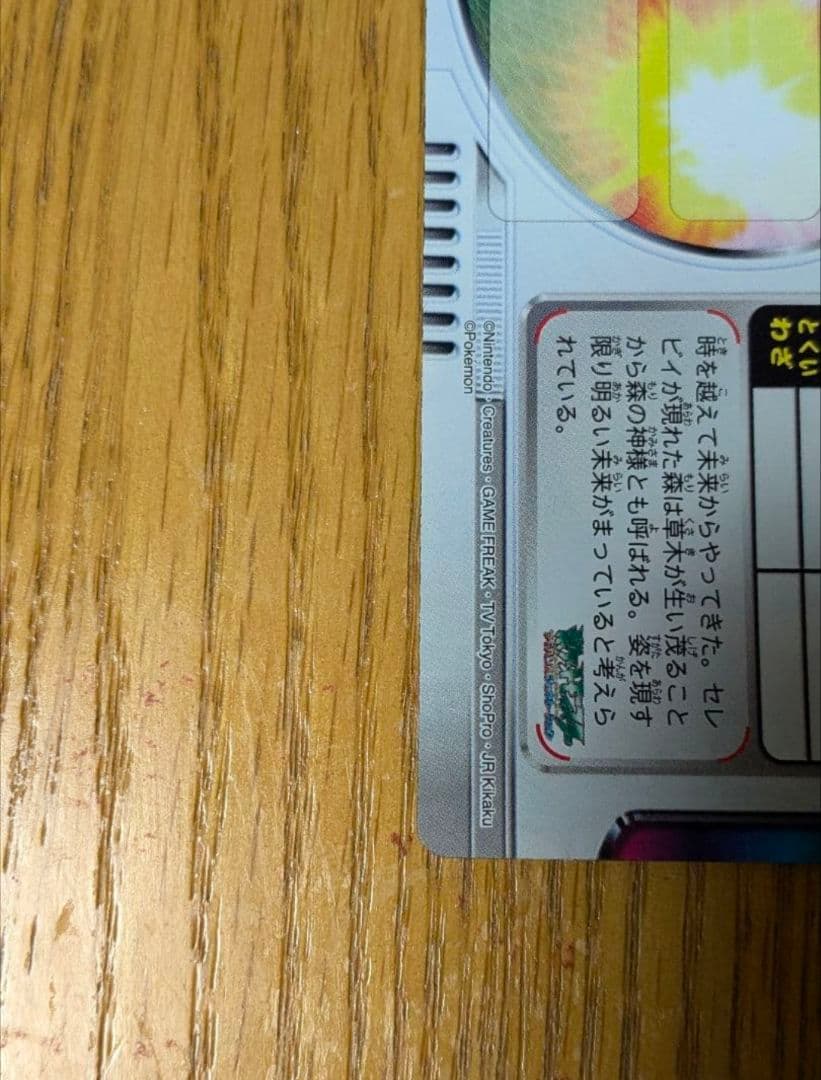 とくい
わざ
時を越えて未来からやってきた。セレ
ビィが現れた森は草木が生い茂ること
から森の神様とも呼ばれる。姿を現す
限り明るい未来がまっていると考えら
れている。
©Nintendo・Creatures・GAME FREAK・TV Tokyo・ShoPro・JR Kikaku
©Pokémon